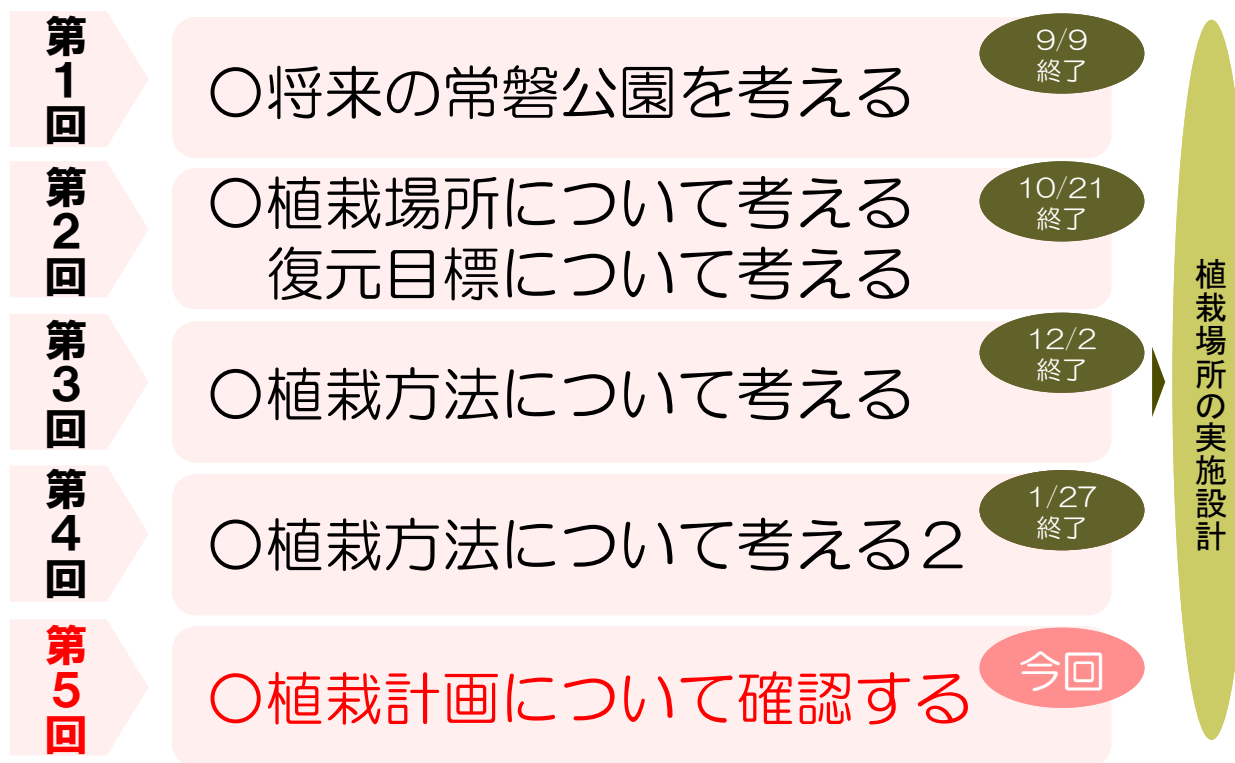 第1回
〇将来の常磐公園を考える
9/9
終了
第2回
〇植栽場所について考える
復元目標について考える
10/21
終了
第3回
〇植栽方法について考える
12/2
終了
第4回
〇植栽方法について考える２
1/27
終了
第5回
〇植栽計画について確認する
今回
植栽場所の実施設計